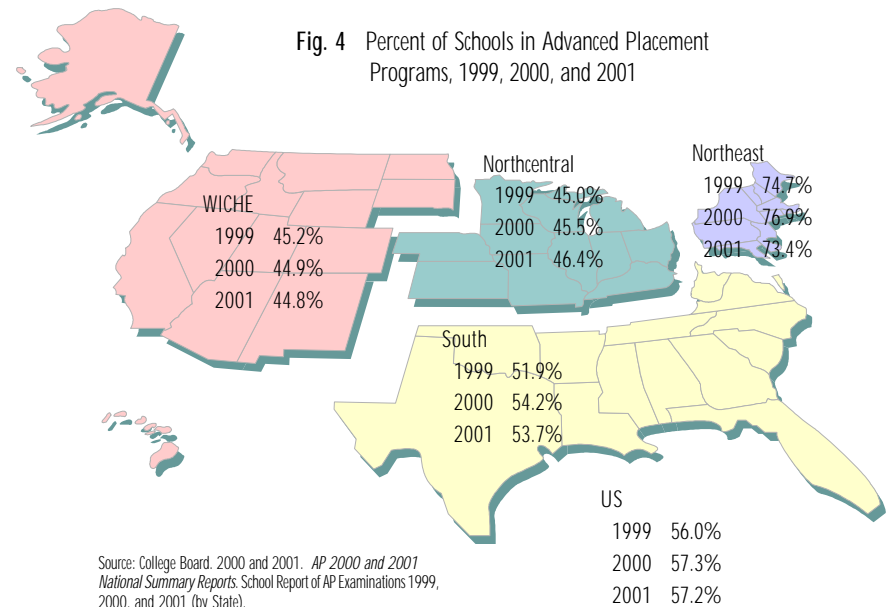 Fig. 4 Percent of Schools in Advanced Placement
Programs, 1999, 2000, and 2001
Northcentral
1999 45.0%
2000 45.5%
2001 46.4%
Northeast
1999 74.7%
2000 76.9%
2001 73.4%
WICHE
1999 45.2%
2000 44.9%
2001 44.8%
South
1999 51.9%
2000 54.2%
2001 53.7%
US
1999 56.0%
2000 57.3%
2001 57.2%
Source: College Board. 2000 and 2001. AP 2000 and 2001
National Summary Reports. School Report of AP Examinations 1999,
2000, and 2001 (by State).